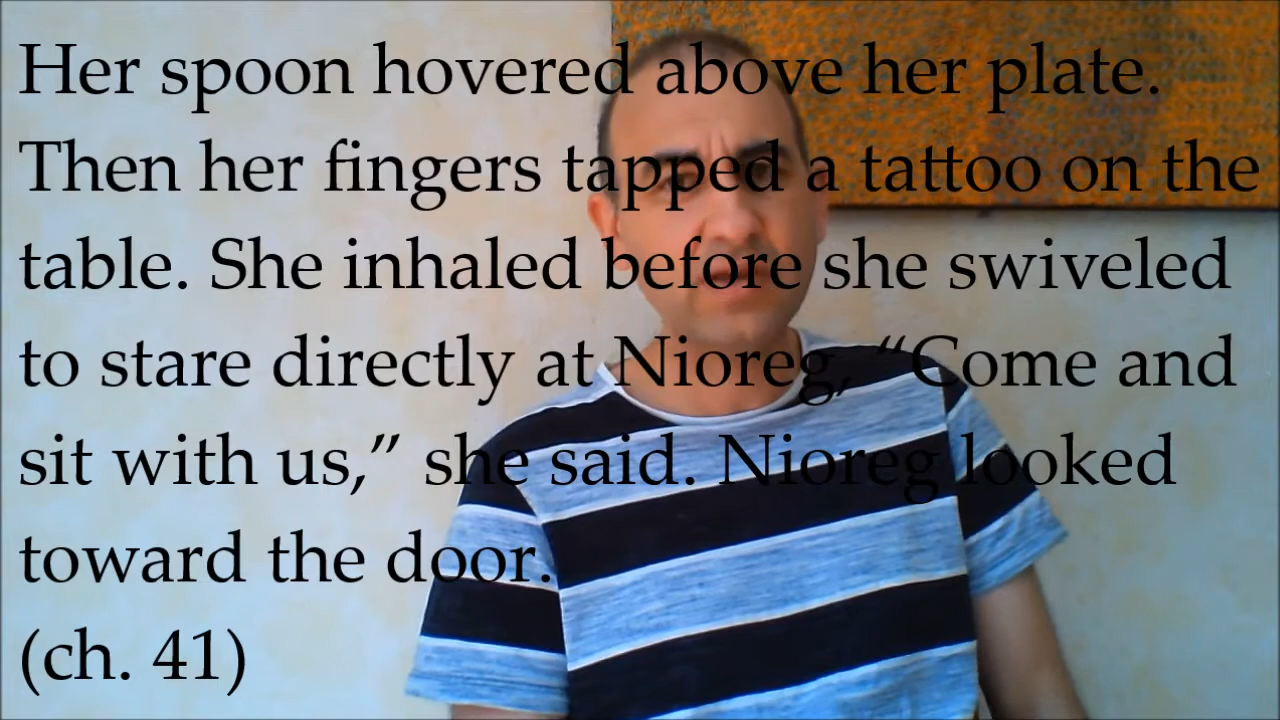 Her spoon hovered above her plate.
Then her fingers tapped a tattoo on the
table. She inhaled before she swiveled
to stare directly at Nioreg, “Come and
sit with us,” she said. Nioreg looked
toward the door.
(ch. 41)